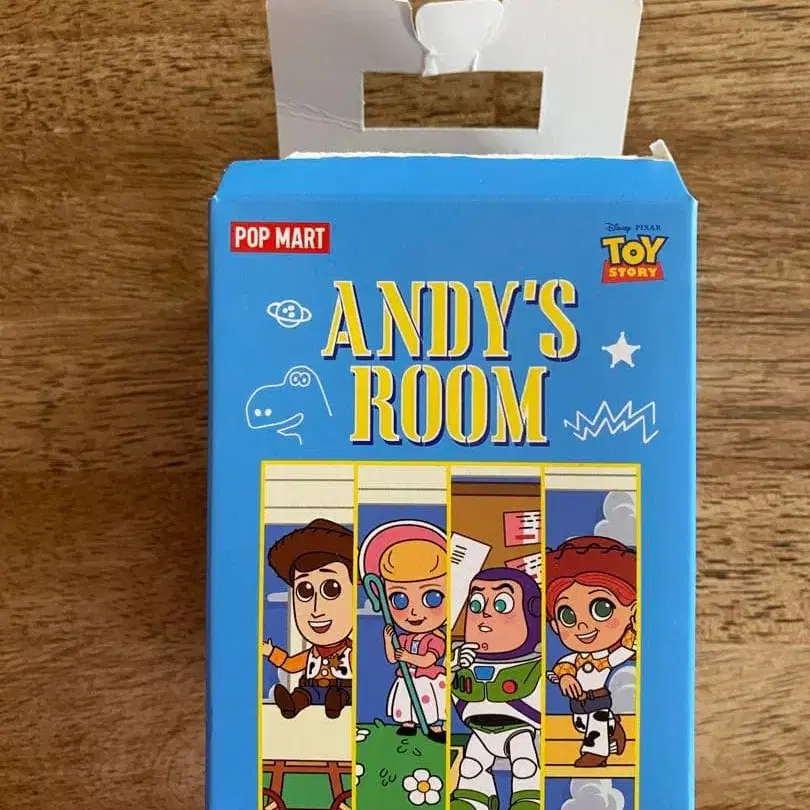 POP MART
Disney PIXAR
TOY
STORY
ANDY'S
ROOM